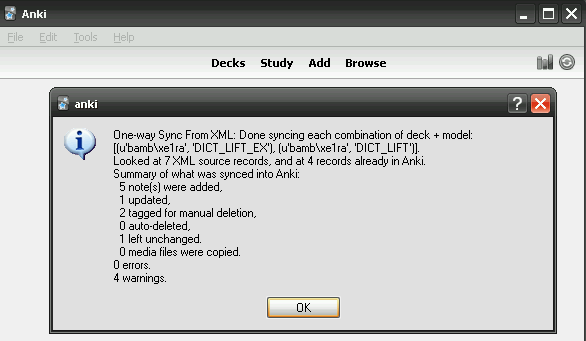 Anki
File Edit Tools Help
Decks Study Add Browse
anki
One-way Sync From XML: Done syncing each combination of deck + model:
[(u'bamb\xe1ra', 'DICT_LIFT_EX'), (u'bamb\xe1ra', 'DICT_LIFT')].
Looked at 7 XML source records, and at 4 records already in Anki.
Summary of what was synced into Anki:
5 note(s) were added,
1 updated,
2 tagged for manual deletion,
0 auto-deleted,
1 left unchanged.
0 media files were copied.
0 errors.
4 warnings.
OK